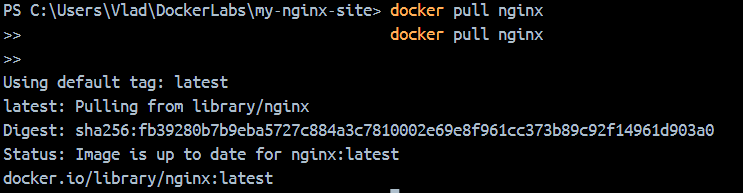 PS C:\Users\Vlad\DockerLabs\my-nginx-site> docker pull nginx
>> docker pull nginx
>>
Using default tag: latest
latest: Pulling from library/nginx
Digest: sha256:fb39280b7b9eba5727c884a3c7810002e69e8f961cc373b89c92f14961d903a0
Status: Image is up to date for nginx:latest
docker.io/library/nginx:latest